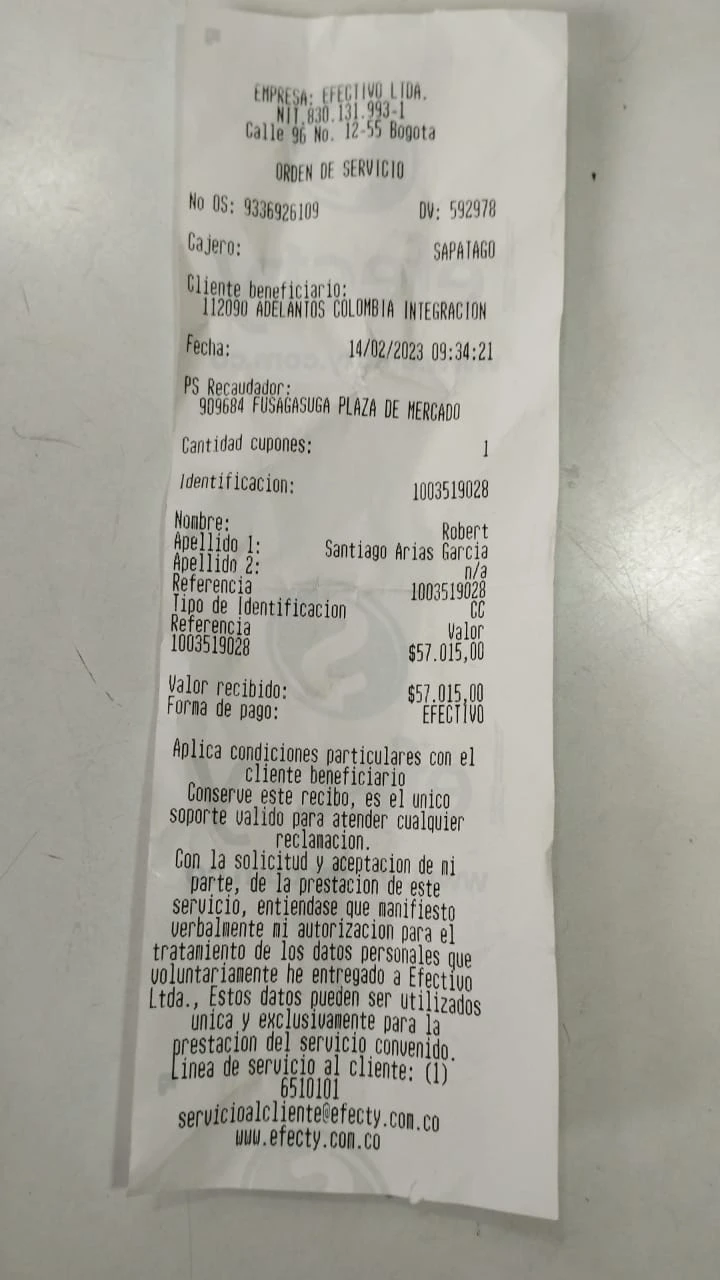 EMPRESA: EFECTIVO LTDA.
NIT.830.131.993-1
Calle 96 No. 12-55 Bogota
ORDEN DE SERVICIO
No OS: 9336926109 DV: 592978
Cajero: SAPATAGO
Cliente beneficiario:
112090 ADELANTOS COLOMBIA INTEGRACION
Fecha: 14/02/2023 09:34:21
PS Recaudador:
909684 FUSAGASUGA PLAZA DE MERCADO
Cantidad cupones: 1
Identificacion: 1003519028
Nombre: Robert
Apellido 1: Santiago Arias Garcia
Apellido 2: n/a
Referencia 1003519028
Tipo de Identificacion CC
Referencia Valor
1003519028 $57.015,00
Valor recibido: $57.015,00
Forma de pago: EFECTIVO
Aplica condiciones particulares con el
cliente beneficiario
Conserve este recibo, es el unico
soporte valido para atender cualquier
reclamacion.
Con la solicitud y aceptacion de mi
parte, de la prestacion de este
servicio, entiendase que manifiesto
verbalmente mi autorizacion para el
tratamiento de los datos personales que
voluntariamente he entregado a Efectivo
Ltda., Estos datos pueden ser utilizados
unica y exclusivamente para la
prestacion del servicio convenido.
Linea de servicio al cliente: (1)
6510101
servicioalcliente@efecty.com.co
www.efecty.com.co